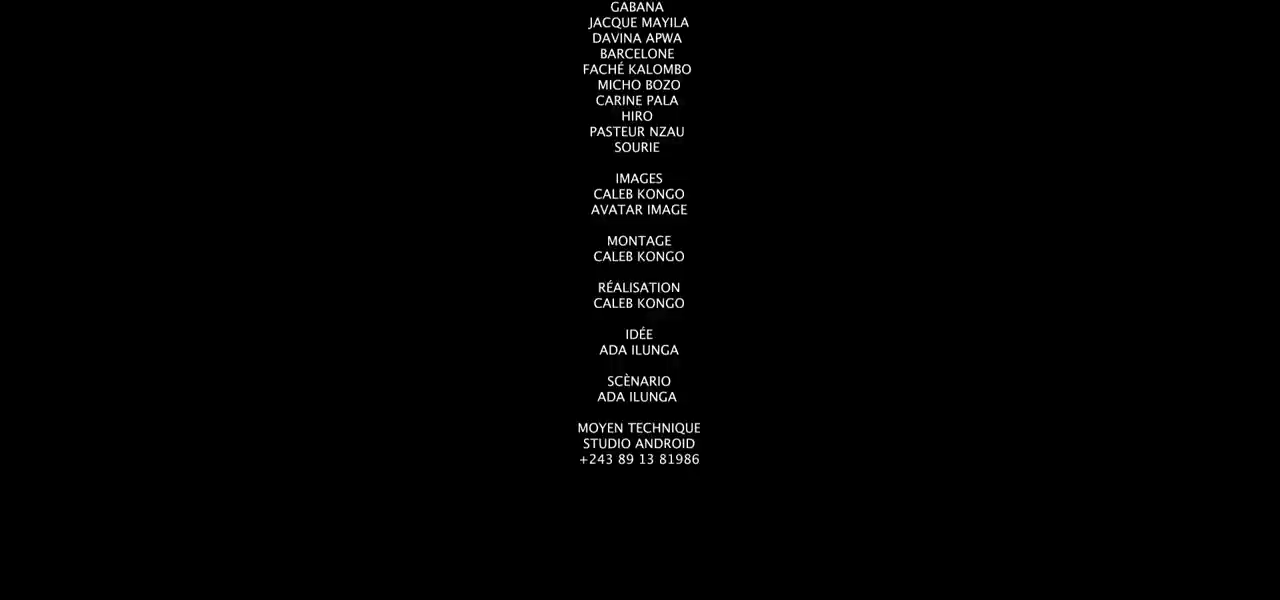 GABANA
JACQUE MAYILA
DAVINA APWA
BARCELONE
FACHÉ KALOMBO
MICHO BOZO
CARINE PALA
HIRO
PASTEUR NZAU
SOURIE
IMAGES
CALEB KONGO
AVATAR IMAGE
MONTAGE
CALEB KONGO
RÉALISATION
CALEB KONGO
IDÉE
ADA ILUNGA
SCÈNARIO
ADA ILUNGA
MOYEN TECHNIQUE
STUDIO ANDROID
+243 89 13 81986